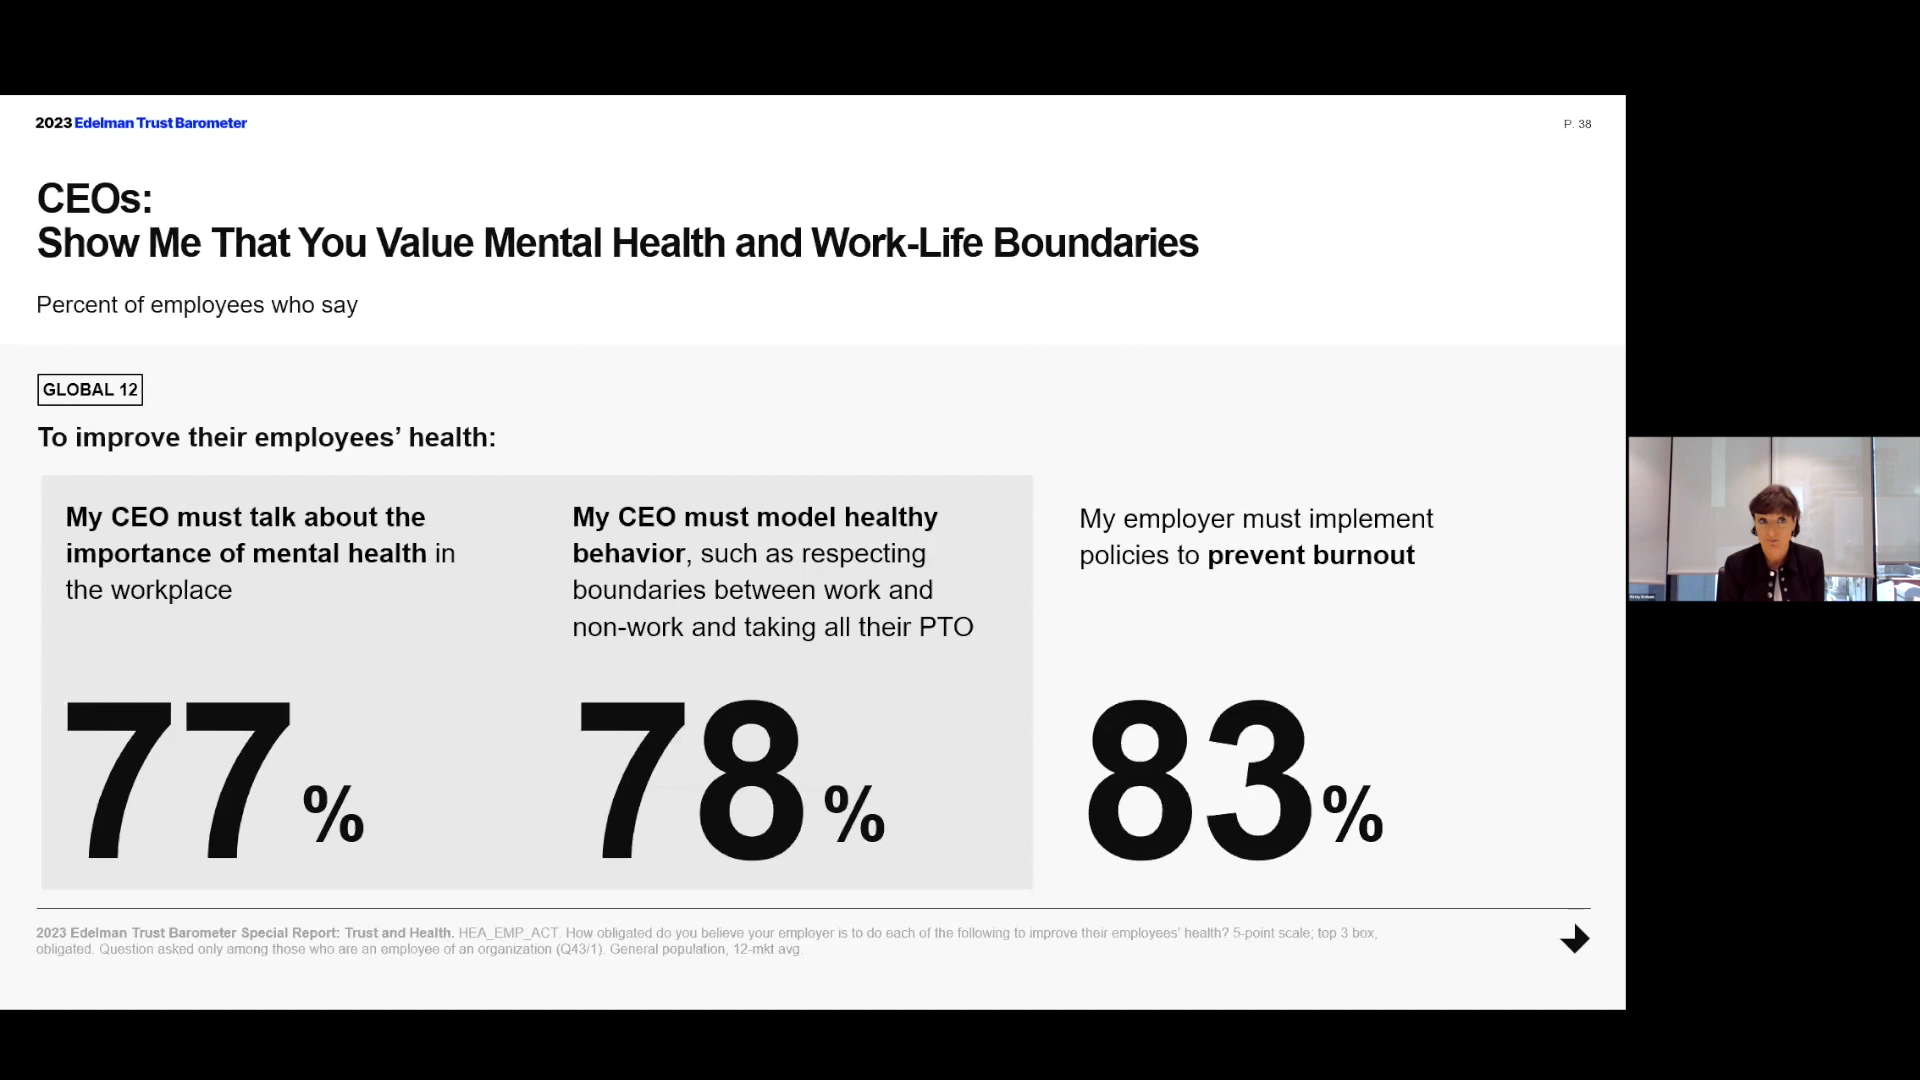 2023 Edelman Trust Barometer
P. 38
CEOs:
Show Me That You Value Mental Health and Work-Life Boundaries
Percent of employees who say
GLOBAL 12
To improve their employees’ health:
My CEO must talk about the
importance of mental health in
the workplace
77%
My CEO must model healthy
behavior, such as respecting
boundaries between work and
non-work and taking all their PTO
78%
My employer must implement
policies to prevent burnout
83%
2023 Edelman Trust Barometer Special Report: Trust and Health. HEA_EMP_ACT. How obligated do you believe your employer is to do each of the following to improve their employees’ health? 5-point scale; top 3 box,
obligated. Question asked only among those who are an employee of an organization (Q43/1). General population, 12-mkt avg.